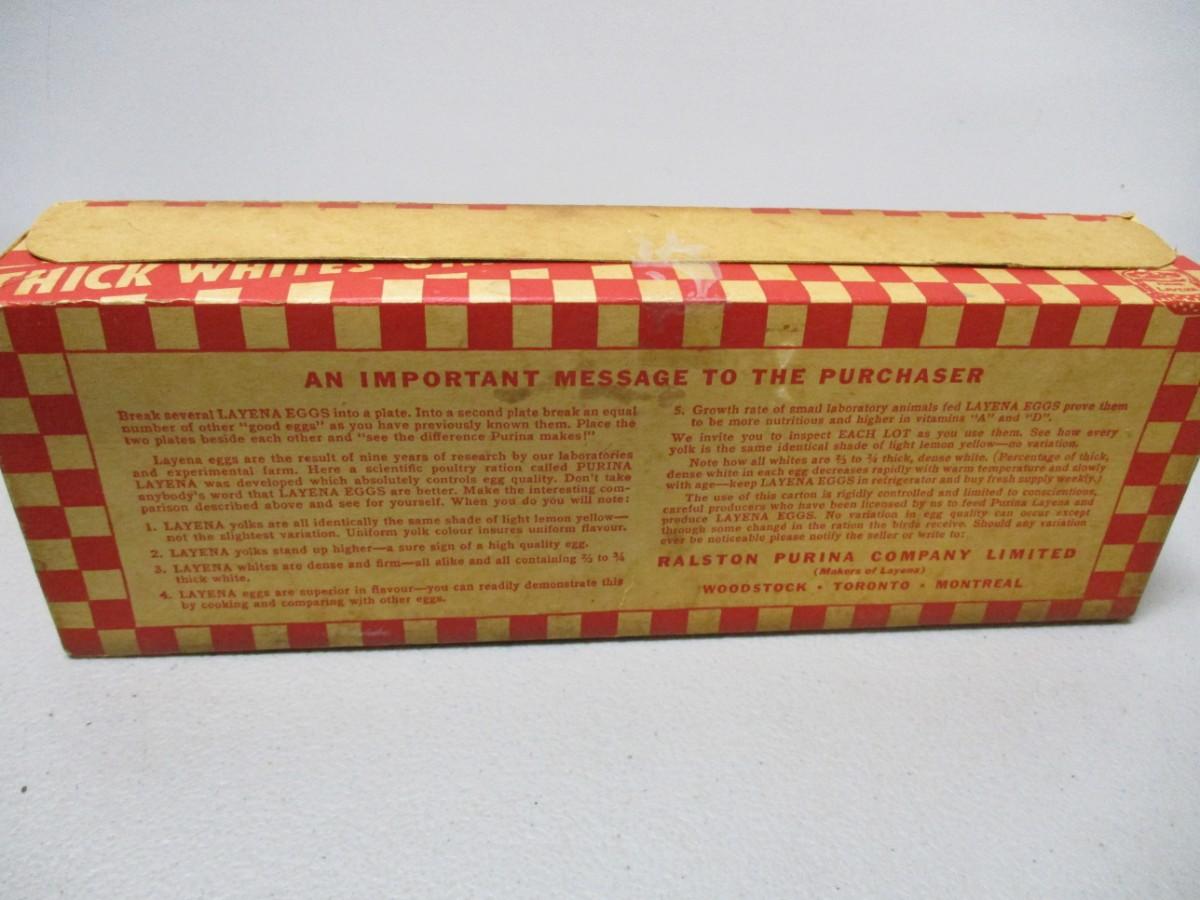 THICK WHITES
AN IMPORTANT MESSAGE TO THE PURCHASER
Break several LAYENA EGGS into a plate. Into a second plate break an equal
number of other "good eggs" as you have previously known them. Place the
two plates beside each other and "see the difference Purina makes!"
Layena eggs are the result of nine years of research by our laboratories
and experimental farm. Here a scientific poultry ration called PURINA
LAYENA was developed which absolutely controls egg quality. Don't take
anybody's word that LAYENA EGGS are better. Make the interesting com-
parison described above and see for yourself. When you do you will note:
1. LAYENA yolks are all identically the same shade of light lemon yellow—
not the slightest variation. Uniform yolk colour insures uniform flavour.
2. LAYENA yolks stand up higher—a sure sign of a high quality egg.
3. LAYENA whites are dense and firm—all alike and all containing ⅔ to ¾
thick white.
4. LAYENA eggs are superior in flavour—you can readily demonstrate this
by cooking and comparing with other eggs.
5. Growth rate of small laboratory animals fed LAYENA EGGS prove them
to be more nutritious and higher in vitamins "A" and "D".
We invite you to inspect EACH LOT as you use them. See how every
yolk is the same identical shade of light lemon yellow—no variation.
Note how all whites are ⅔ to ¾ thick, dense white. (Percentage of thick,
dense white in each egg decreases rapidly with warm temperature and slowly
with age—keep LAYENA EGGS in refrigerator and buy fresh supply weekly.)
The use of this carton is rigidly controlled and limited to conscientious,
careful producers who have been licensed by us to feed Purina Layena and
produce LAYENA EGGS. No variation in egg quality can occur except
through some change in the ration the birds receive. Should any variation
ever be noticeable please notify the seller or write to:
RALSTON PURINA COMPANY LIMITED
(Makers of Layena)
WOODSTOCK • TORONTO • MONTREAL